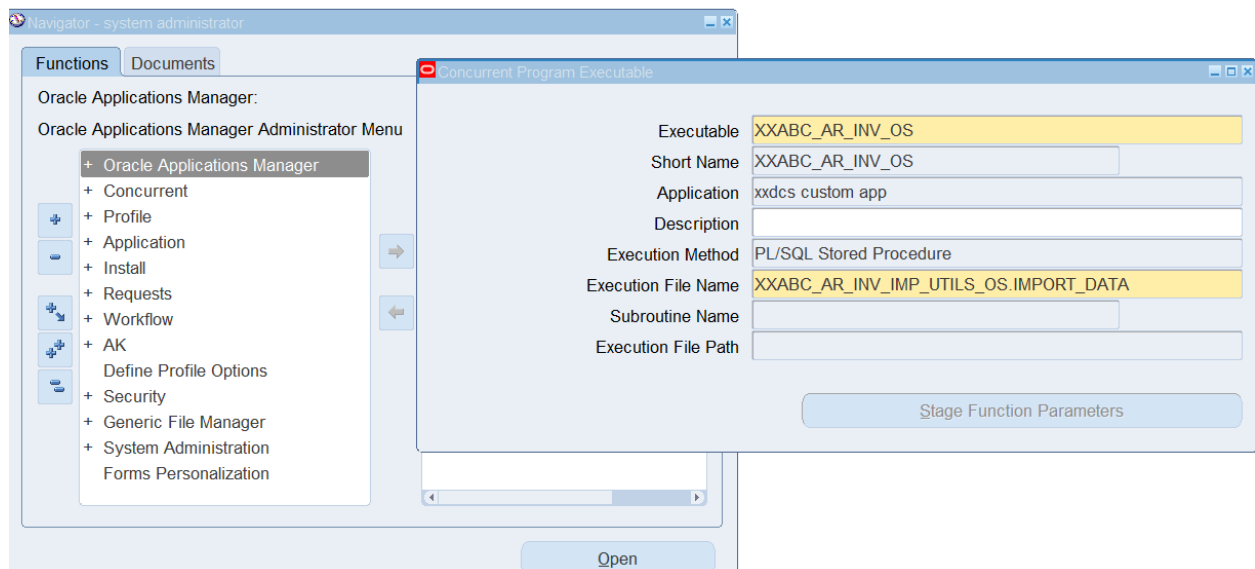 Navigator - system administrator
Functions Documents
Oracle Applications Manager:
Oracle Applications Manager Administrator Menu
+ Oracle Applications Manager
+ Concurrent
+ Profile
+ Application
+ Install
+ Requests
+ Workflow
+ AK
Define Profile Options
+ Security
+ Generic File Manager
+ System Administration
Forms Personalization
Open
Concurrent Program Executable
Executable XXABC_AR_INV_OS
Short Name XXABC_AR_INV_OS
Application xxdcs custom app
Description
Execution Method PL/SQL Stored Procedure
Execution File Name XXABC_AR_INV_IMP_UTILS_OS.IMPORT_DATA
Subroutine Name
Execution File Path
Stage Function Parameters